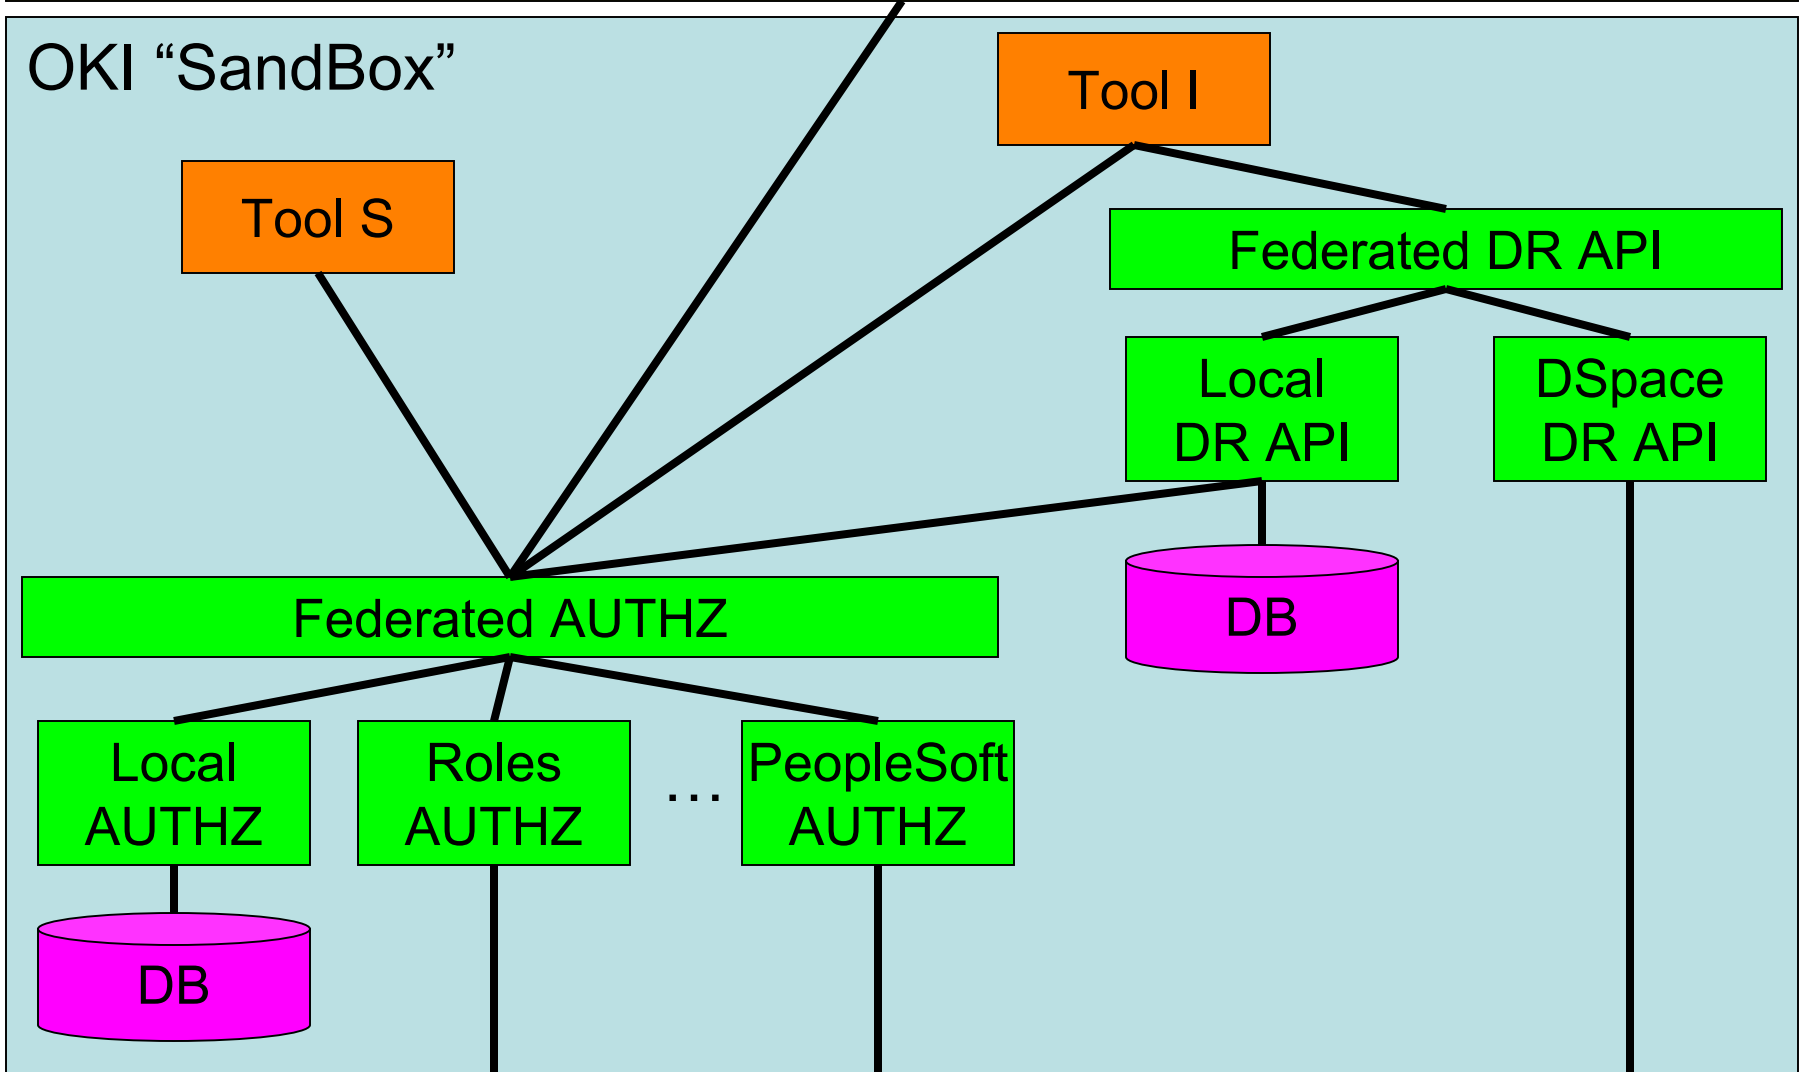 OKI “SandBox”
Tool I
Tool S
Federated DR API
Local
DR API
DSpace
DR API
Federated AUTHZ
DB
Local
AUTHZ
Roles
AUTHZ
…
PeopleSoft
AUTHZ
DB